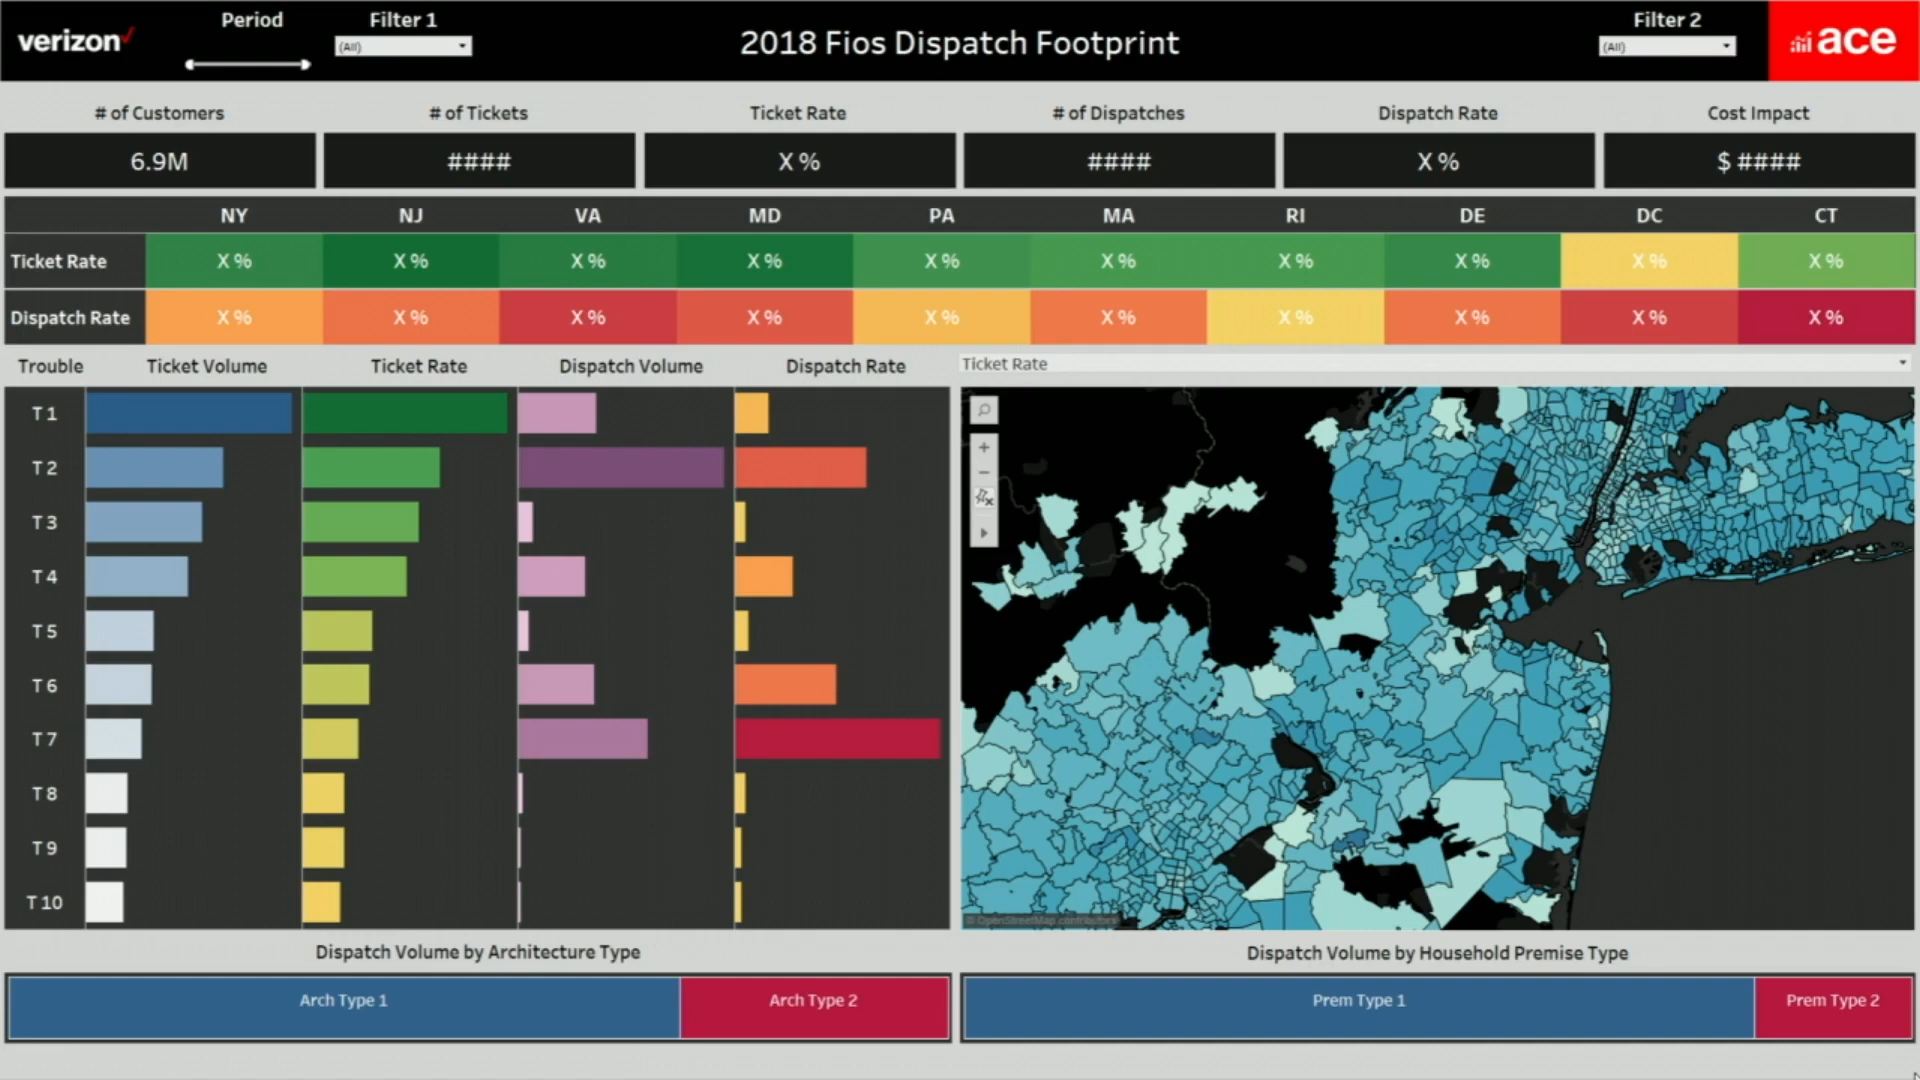 verizon
Period
Filter 1
(All)
2018 Fios Dispatch Footprint
Filter 2
(All)
ace
# of Customers
# of Tickets
Ticket Rate
# of Dispatches
Dispatch Rate
Cost Impact
6.9M
####
X %
####
X %
$ ####
NY NJ VA MD PA MA RI DE DC CT
Ticket Rate X % X % X % X % X % X % X % X % X % X %
Dispatch Rate X % X % X % X % X % X % X % X % X % X %
Trouble Ticket Volume Ticket Rate Dispatch Volume Dispatch Rate
T 1
T 2
T 3
T 4
T 5
T 6
T 7
T 8
T 9
T 10
Ticket Rate
© OpenStreetMap contributors
Dispatch Volume by Architecture Type
Arch Type 1
Arch Type 2
Dispatch Volume by Household Premise Type
Prem Type 1
Prem Type 2